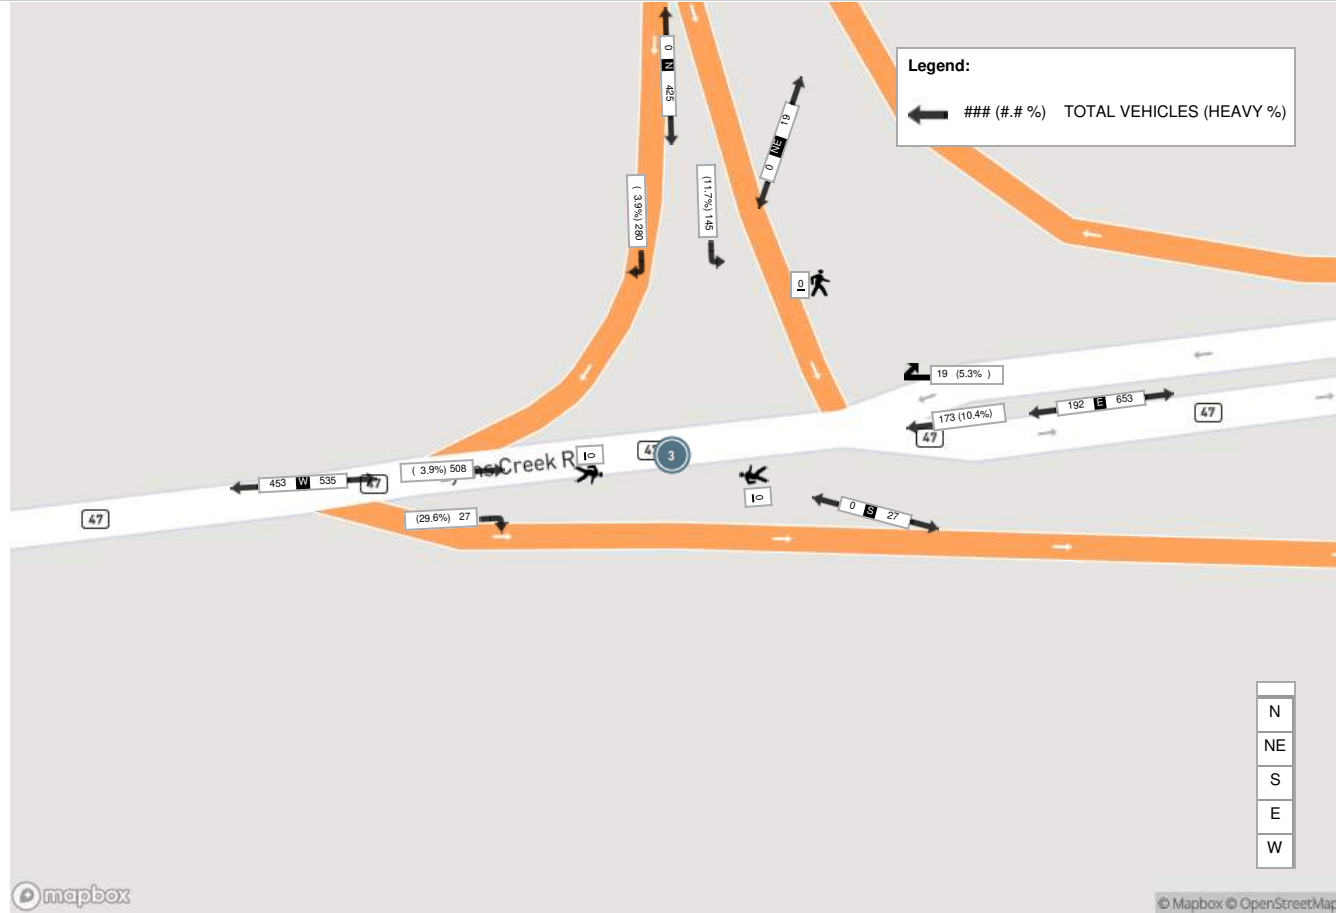 Legend:
### (#.# %) TOTAL VEHICLES (HEAVY %)
0 N 425
0 NE 19
( 3.9%) 280
(11.7%) 145
0
19 (5.3% )
173 (10.4%)
192 E 653
47
47
47
47
3
Creek
0
( 3.9%) 508
453 W 535
47
0
(29.6%) 27
0 S 27
N
NE
S
E
W
mapbox
© Mapbox © OpenStreetMap